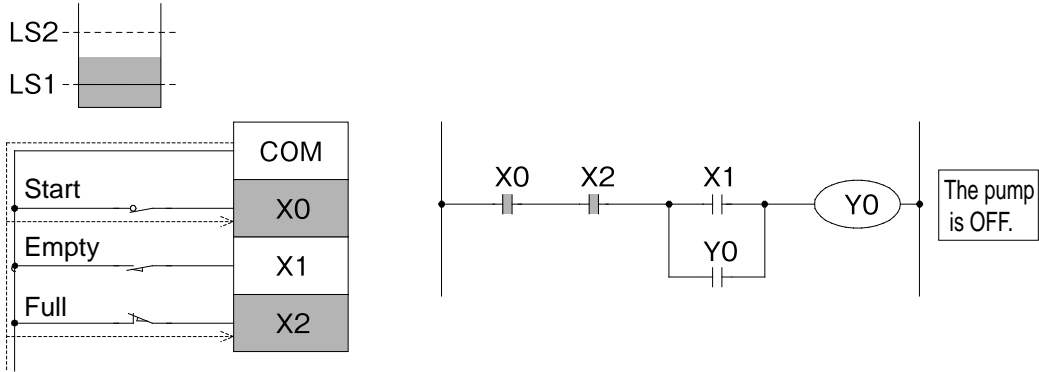 LS2
LS1
COM
Start
X0
Empty
X1
Full
X2
X0 X2 X1
Y0
Y0
The pump
is OFF.